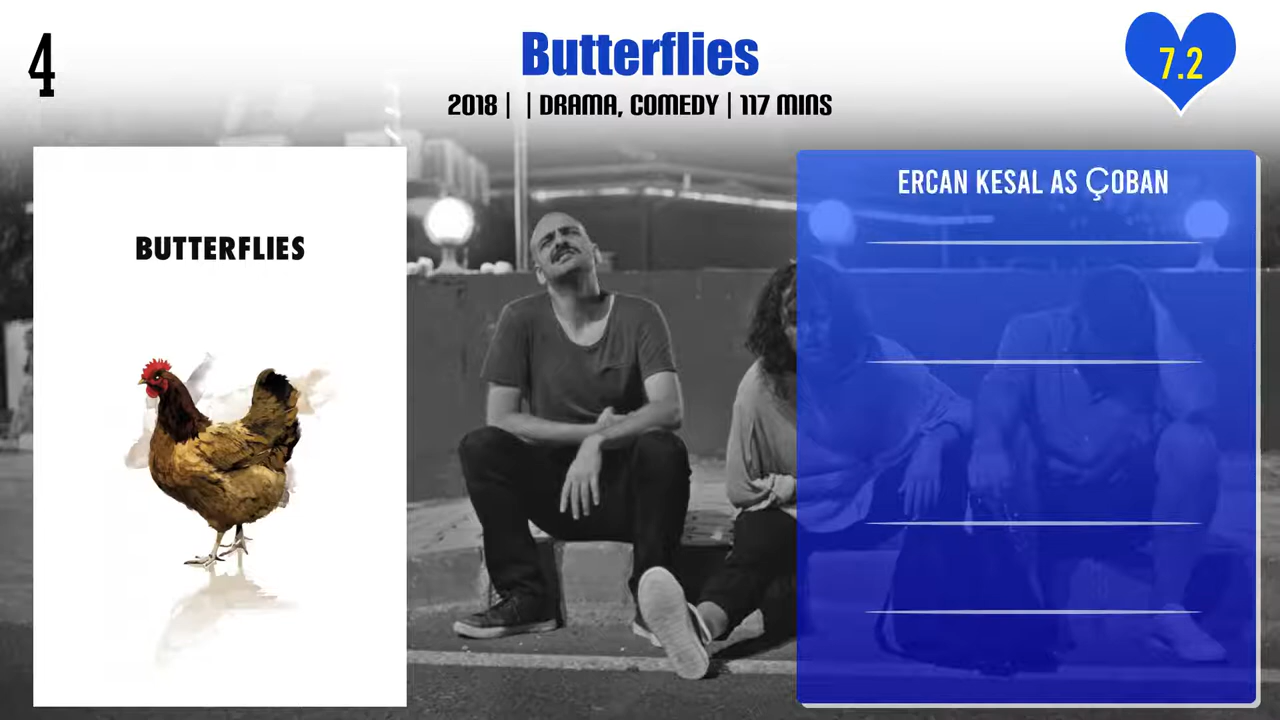 4
Butterflies
2018 | | DRAMA, COMEDY | 117 MINS
7.2
BUTTERFLIES
ERCAN KESAL AS ÇOBAN